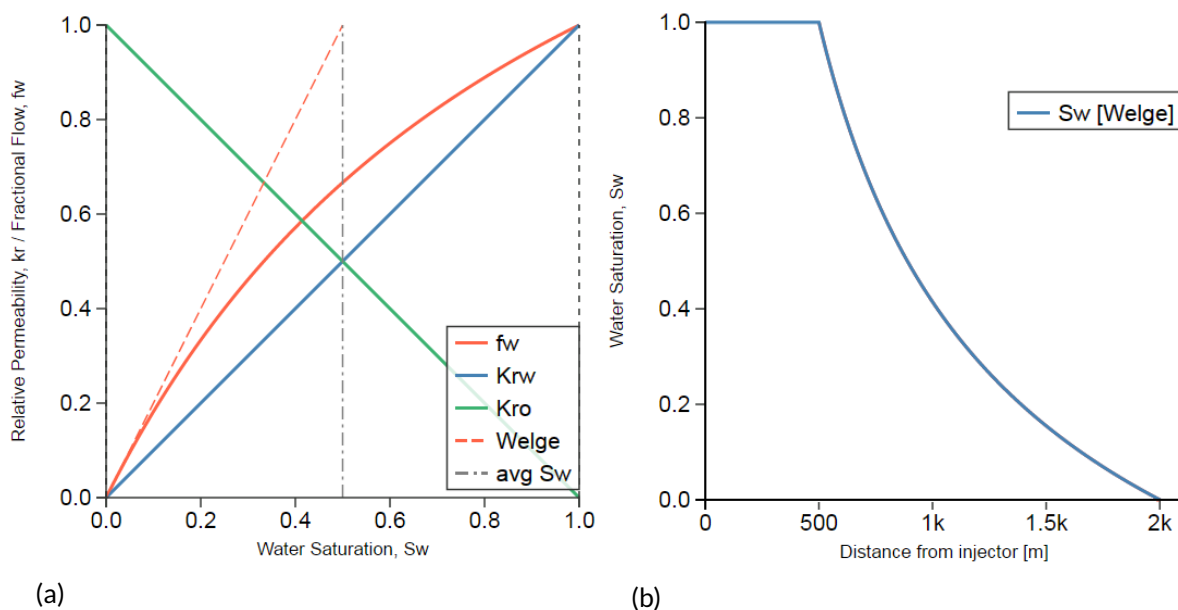 Relative Permeability, kr / Fractional Flow, fw
1.0
0.8
0.6
0.4
0.2
0.0
fw
Krw
Kro
Welge
avg Sw
0.0 0.2 0.4 0.6 0.8 1.0
Water Saturation, Sw
(a)
Water Saturation, Sw
1.0
0.8
0.6
0.4
0.2
0.0
Sw [Welge]
0 500 1k 1.5k 2k
Distance from injector [m]
(b)